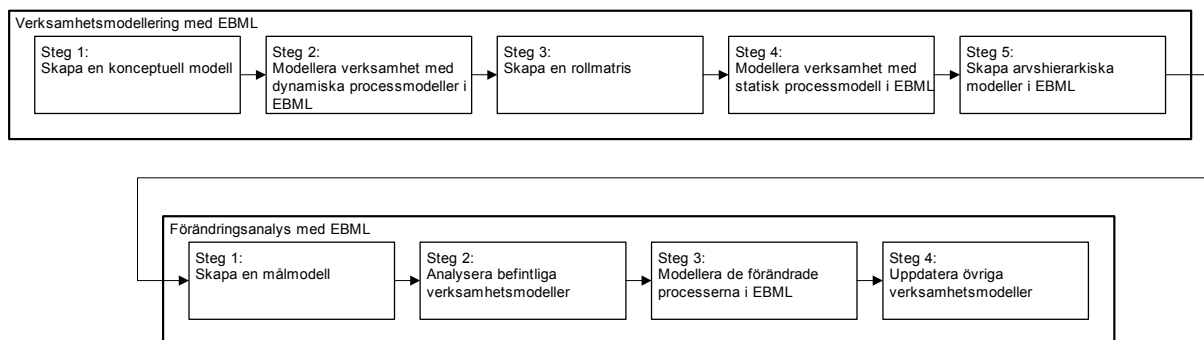 Verksamhetsmodellering med EBML
Steg 1:
Skapa en konceptuell modell
Steg 2:
Modellera verksamhet med
dynamiska processmodeller i
EBML
Steg 3:
Skapa en rollmatris
Steg 4:
Modellera verksamhet med
statisk processmodell i EBML
Steg 5:
Skapa arvshierarkiska
modeller i EBML
Förändringsanalys med EBML
Steg 1:
Skapa en målmodell
Steg 2:
Analysera befintliga
verksamhetsmodeller
Steg 3:
Modellera de förändrade
processerna i EBML
Steg 4:
Uppdatera övriga
verksamhetsmodeller